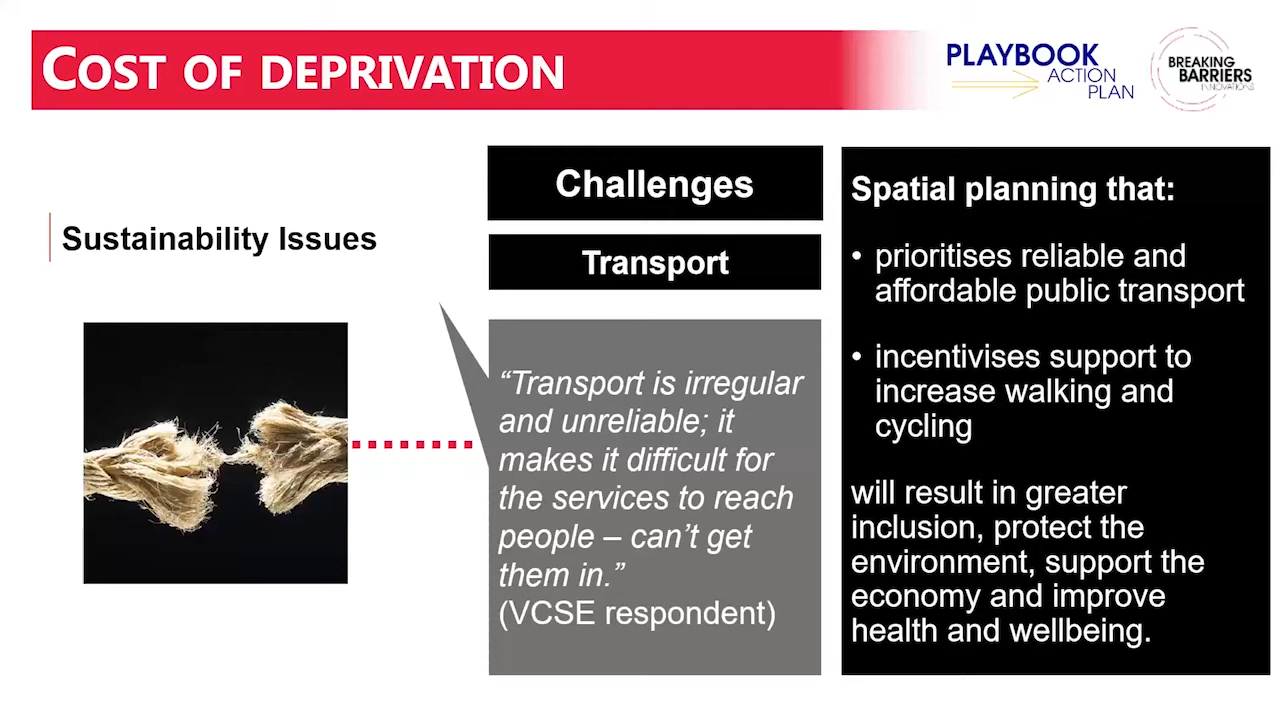 COST OF DEPRIVATION
PLAYBOOK
ACTION
PLAN
BREAKING
BARRIERS
INNOVATIONS
Sustainability Issues
Challenges
Transport
“Transport is irregular
and unreliable; it
makes it difficult for
the services to reach
people – can’t get
them in.”
(VCSE respondent)
Spatial planning that:
• prioritises reliable and
affordable public transport
• incentivises support to
increase walking and
cycling
will result in greater
inclusion, protect the
environment, support the
economy and improve
health and wellbeing.